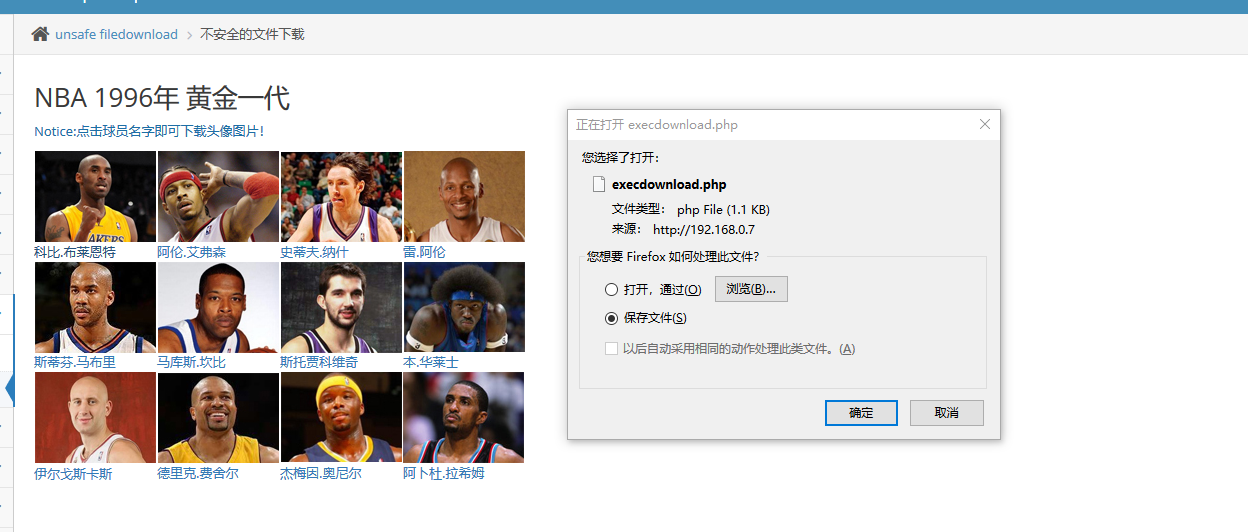 unsafe filedownload > 不安全的文件下载
NBA 1996年 黄金一代
Notice:点击球员名字即可下载头像图片!
LAKERS
科比.布莱恩特 阿伦.艾弗森 史蒂夫.纳什 雷.阿伦
斯蒂芬.马布里 马库斯.坎比 斯托贾科维奇 本.华莱士
伊尔戈斯卡斯 德里克.费舍尔 杰梅因.奥尼尔 阿卜杜.拉希姆
正在打开 execdownload.php
您选择了打开:
execdownload.php
文件类型: php File (1.1 KB)
来源: http://192.168.0.7
您想要 Firefox 如何处理此文件?
打开，通过(O) 浏览(B)...
保存文件(S)
以后自动采用相同的动作处理此类文件。(A)
确定 取消